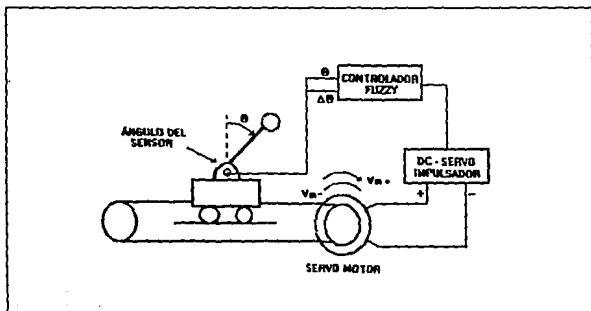 θ
Δθ
CONTROLADOR
FUZZY
θ
ÁNGULO DEL
SENSOR
DC - SERVO
IMPULSADOR
Vm-
Vm+
+
-
SERVO MOTOR